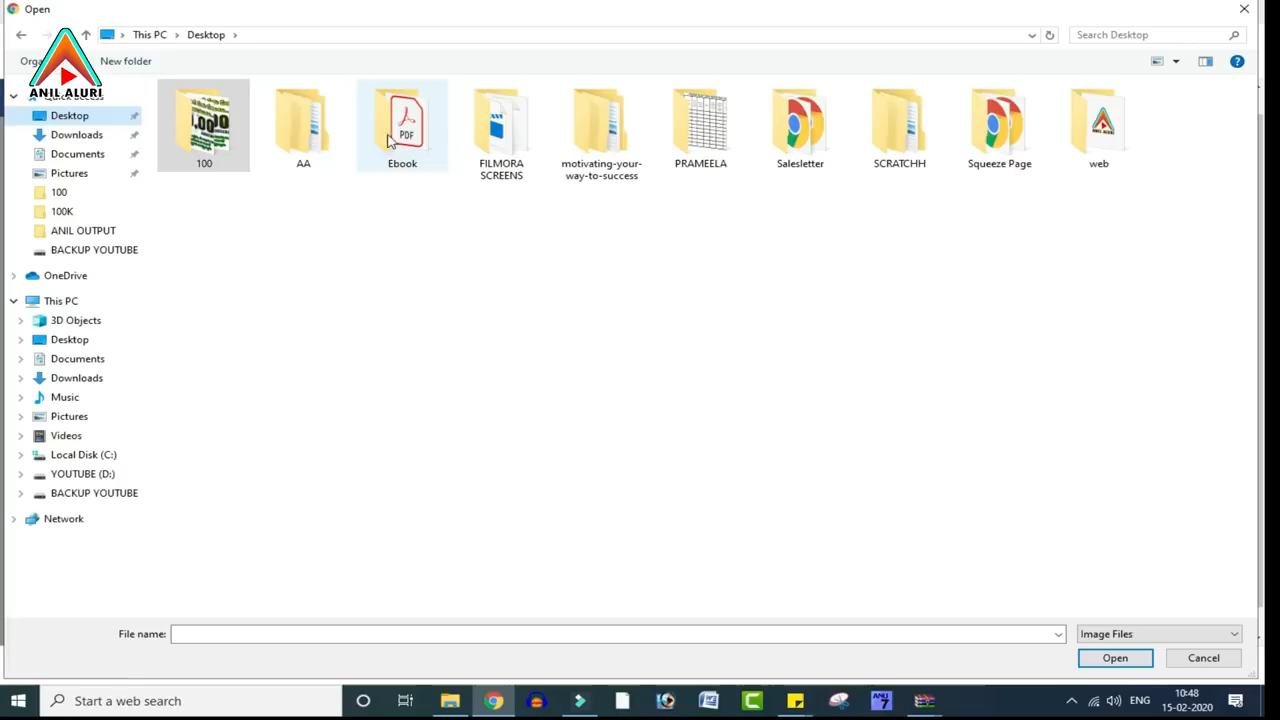 Open
This PC
Desktop
Search Desktop
New folder
ANIL ALURI
Desktop
Downloads
Documents
Pictures
100
100K
ANIL OUTPUT
BACKUP YOUTUBE
OneDrive
This PC
3D Objects
Desktop
Documents
Downloads
Music
Pictures
Videos
Local Disk (C:)
YOUTUBE (D:)
BACKUP YOUTUBE
Network
PDF
100
AA
Ebook
FILMORA
SCREENS
motivating-your-
way-to-success
PRAMEELA
Salesletter
SCRATCHH
Squeeze Page
web
File name:
Image Files
Open
Cancel
Start a web search
ANU
7
ENG
10:48
15-02-2020